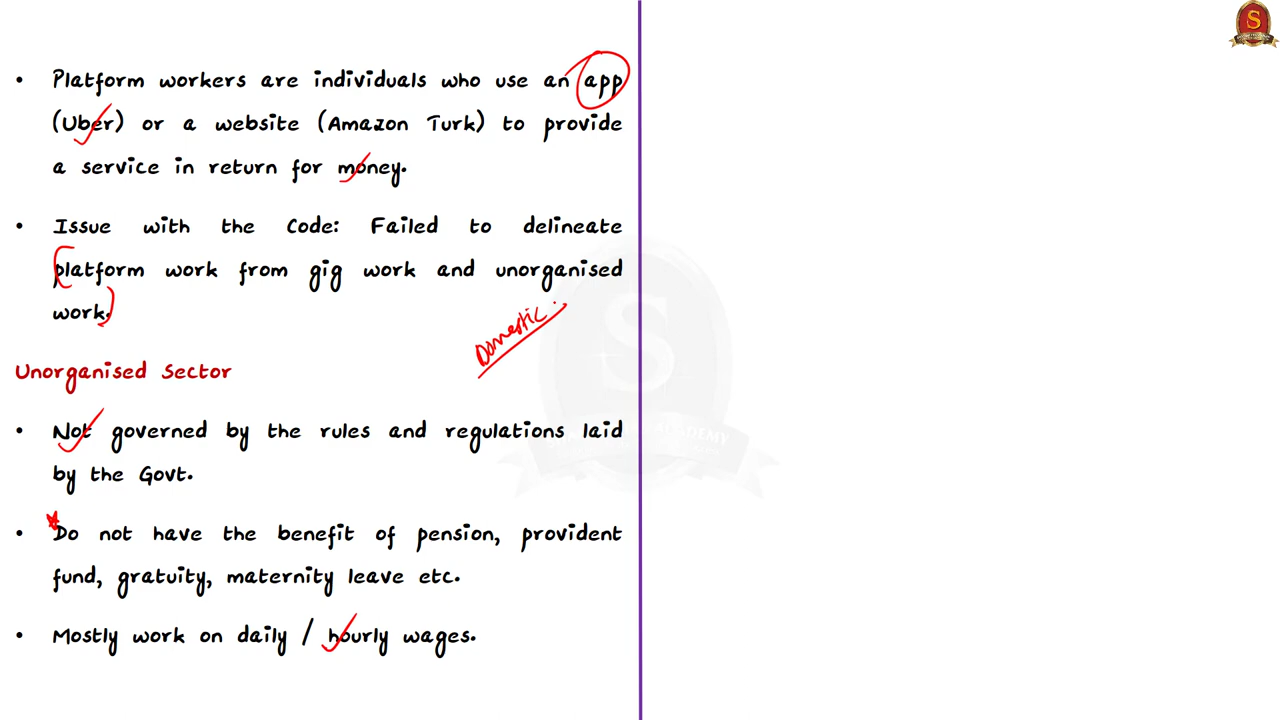 • Platform workers are individuals who use an app
(Uber) or a website (Amazon Turk) to provide
a service in return for money.
• Issue with the Code: Failed to delineate
platform work from gig work and unorganised
work.
Domestic
Unorganised Sector
• Not governed by the rules and regulations laid
by the Govt.
• Do not have the benefit of pension, provident
fund, gratuity, maternity leave etc.
• Mostly work on daily / hourly wages.
S
S
ACADEMY